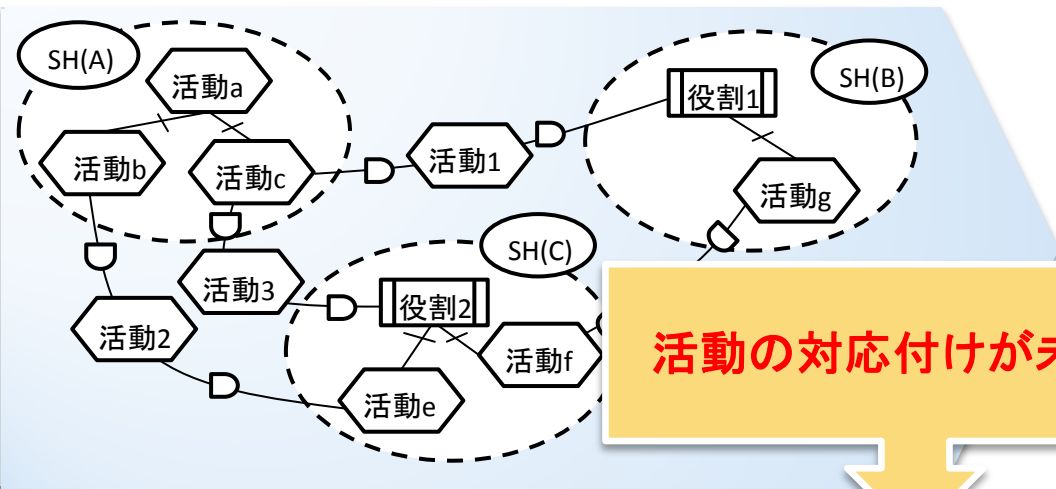 SH(A)
活動a
活動b
活動c
活動1
役割1
SH(B)
活動g
SH(C)
活動3
役割2
活動2
活動f
活動e
活動の対応付けが